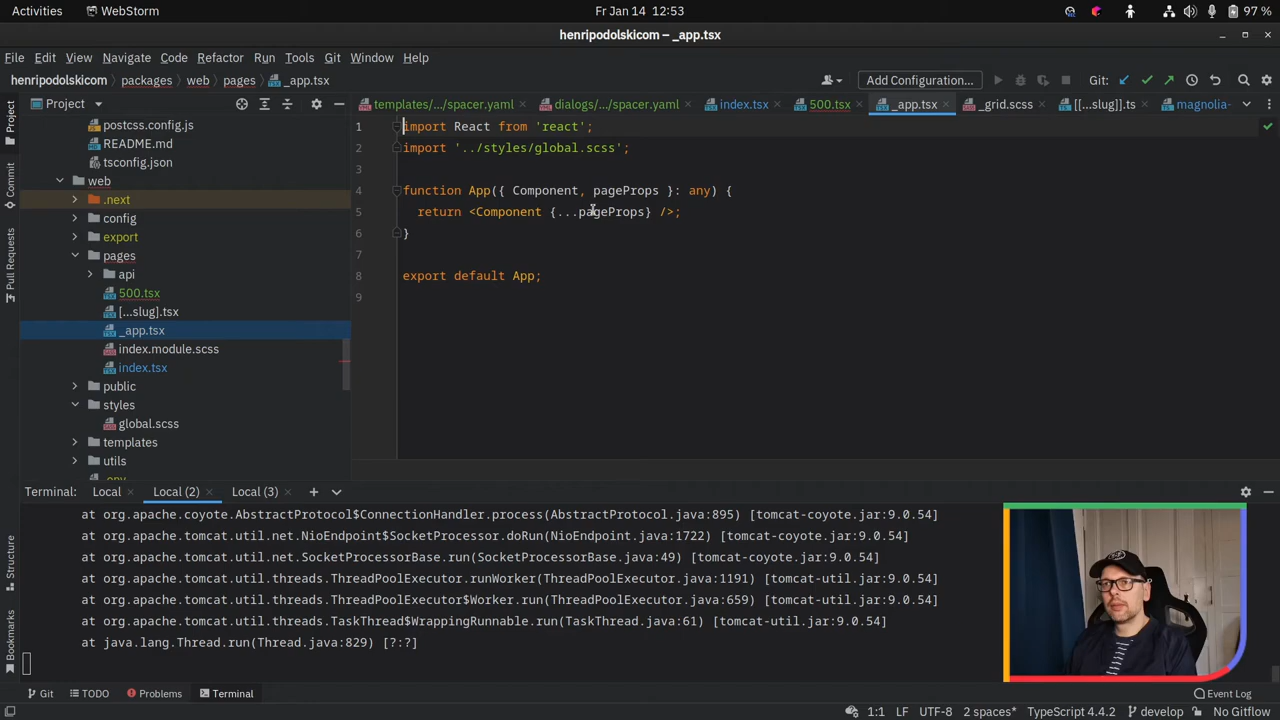 Activities WebStorm Fr Jan 14 12:53 97 %
henripodolskicom – _app.tsx
File Edit View Navigate Code Refactor Run Tools Git Window Help
henripodolskicom packages web pages _app.tsx Add Configuration... Git:
Project templates/.../spacer.yaml dialogs/.../spacer.yaml index.tsx 500.tsx _app.tsx _grid.scss [[...slug]].ts magnolia-
postcss.config.js
README.md
tsconfig.json
web
.next
config
export
pages
api
500.tsx
[...slug].tsx
_app.tsx
index.module.scss
index.tsx
public
styles
global.scss
templates
utils
.env
Project
Commit
Pull Requests
Structure
Bookmarks
1 import React from 'react';
2 import '../styles/global.scss';
3
4 function App({ Component, pageProps }: any) {
5 return <Component {...pageProps} />;
6 }
7
8 export default App;
9
Terminal: Local Local (2) Local (3)
at org.apache.coyote.AbstractProtocol$ConnectionHandler.process(AbstractProtocol.java:895) [tomcat-coyote.jar:9.0.54]
at org.apache.tomcat.util.net.NioEndpoint$SocketProcessor.doRun(NioEndpoint.java:1722) [tomcat-coyote.jar:9.0.54]
at org.apache.tomcat.util.net.SocketProcessorBase.run(SocketProcessorBase.java:49) [tomcat-coyote.jar:9.0.54]
at org.apache.tomcat.util.threads.ThreadPoolExecutor.runWorker(ThreadPoolExecutor.java:1191) [tomcat-util.jar:9.0.54]
at org.apache.tomcat.util.threads.ThreadPoolExecutor$Worker.run(ThreadPoolExecutor.java:659) [tomcat-util.jar:9.0.54]
at org.apache.tomcat.util.threads.TaskThread$WrappingRunnable.run(TaskThread.java:61) [tomcat-util.jar:9.0.54]
at java.lang.Thread.run(Thread.java:829) [?:?]
Git TODO Problems Terminal Event Log
1:1 LF UTF-8 2 spaces* TypeScript 4.4.2 develop No Gitflow